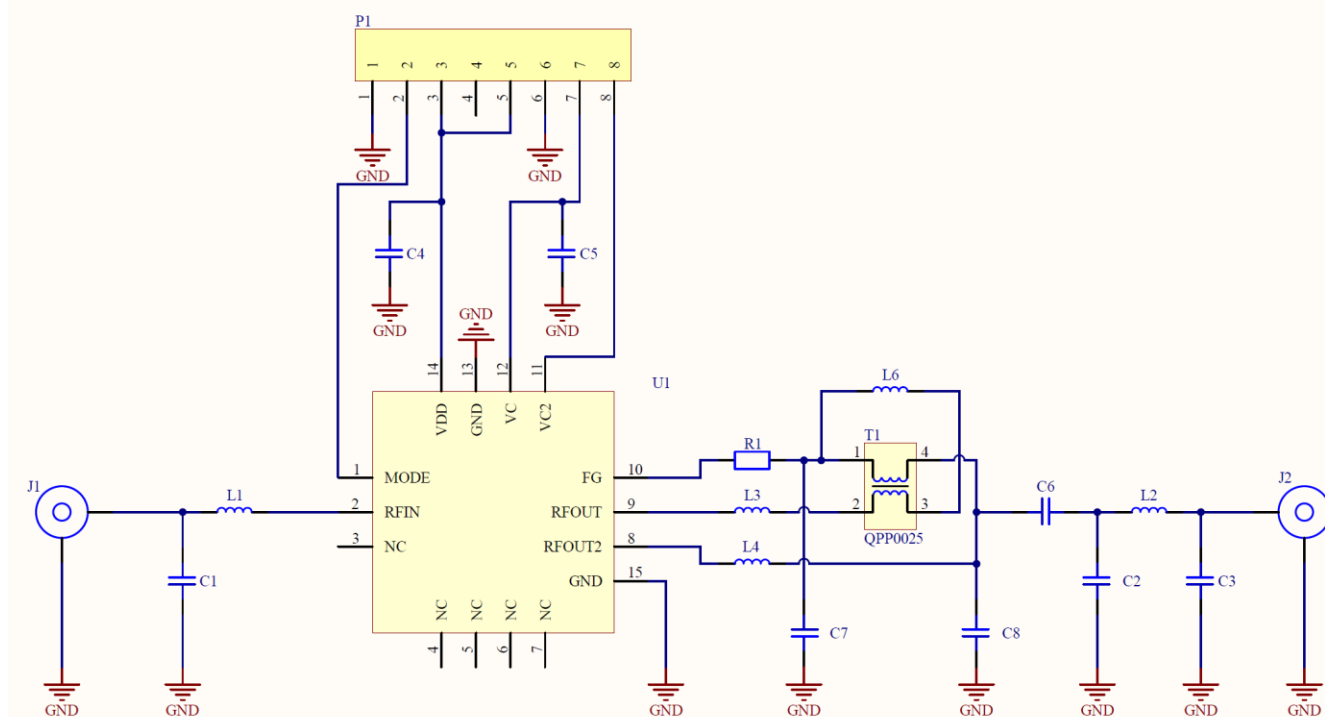 P1
1 2 3 4 5 6 7 8
1 2 3 4 5 6 7 8
GND GND
C4 C5
GND GND GND
14 13 12 11
U1
VDD GND VC VC2
L6
T1
R1
1 MODE FG 10
1 4
J1 L1 2 RFIN RFOUT 9 L3 2 3 C6 L2 J2
QPP0025
3 NC RFOUT2 8 L4
GND 15
C1 C2 C3
NC NC NC NC
C7 C8
4 5 6 7
GND GND GND GND GND GND GND GND